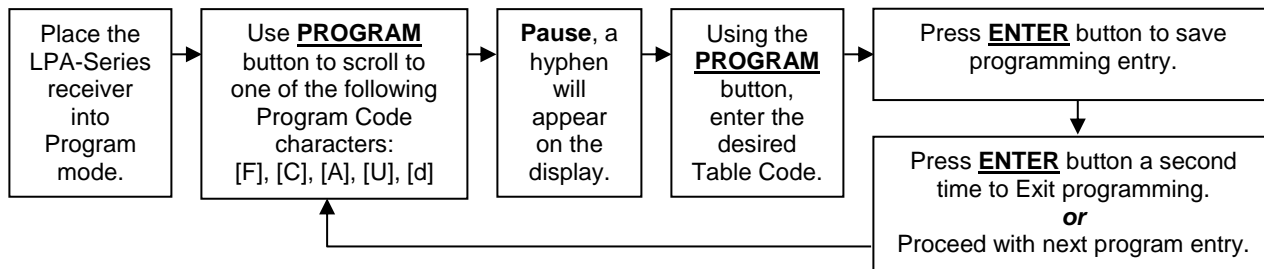 Place the
LPA-Series
receiver
into
Program
mode.
Use PROGRAM
button to scroll to
one of the following
Program Code
characters:
[F], [C], [A], [U], [d]
Pause, a
hyphen
will
appear
on the
display.
Using the
PROGRAM
button,
enter the
desired
Table Code.
Press ENTER button to save
programming entry.
Press ENTER button a second
time to Exit programming.
or
Proceed with next program entry.